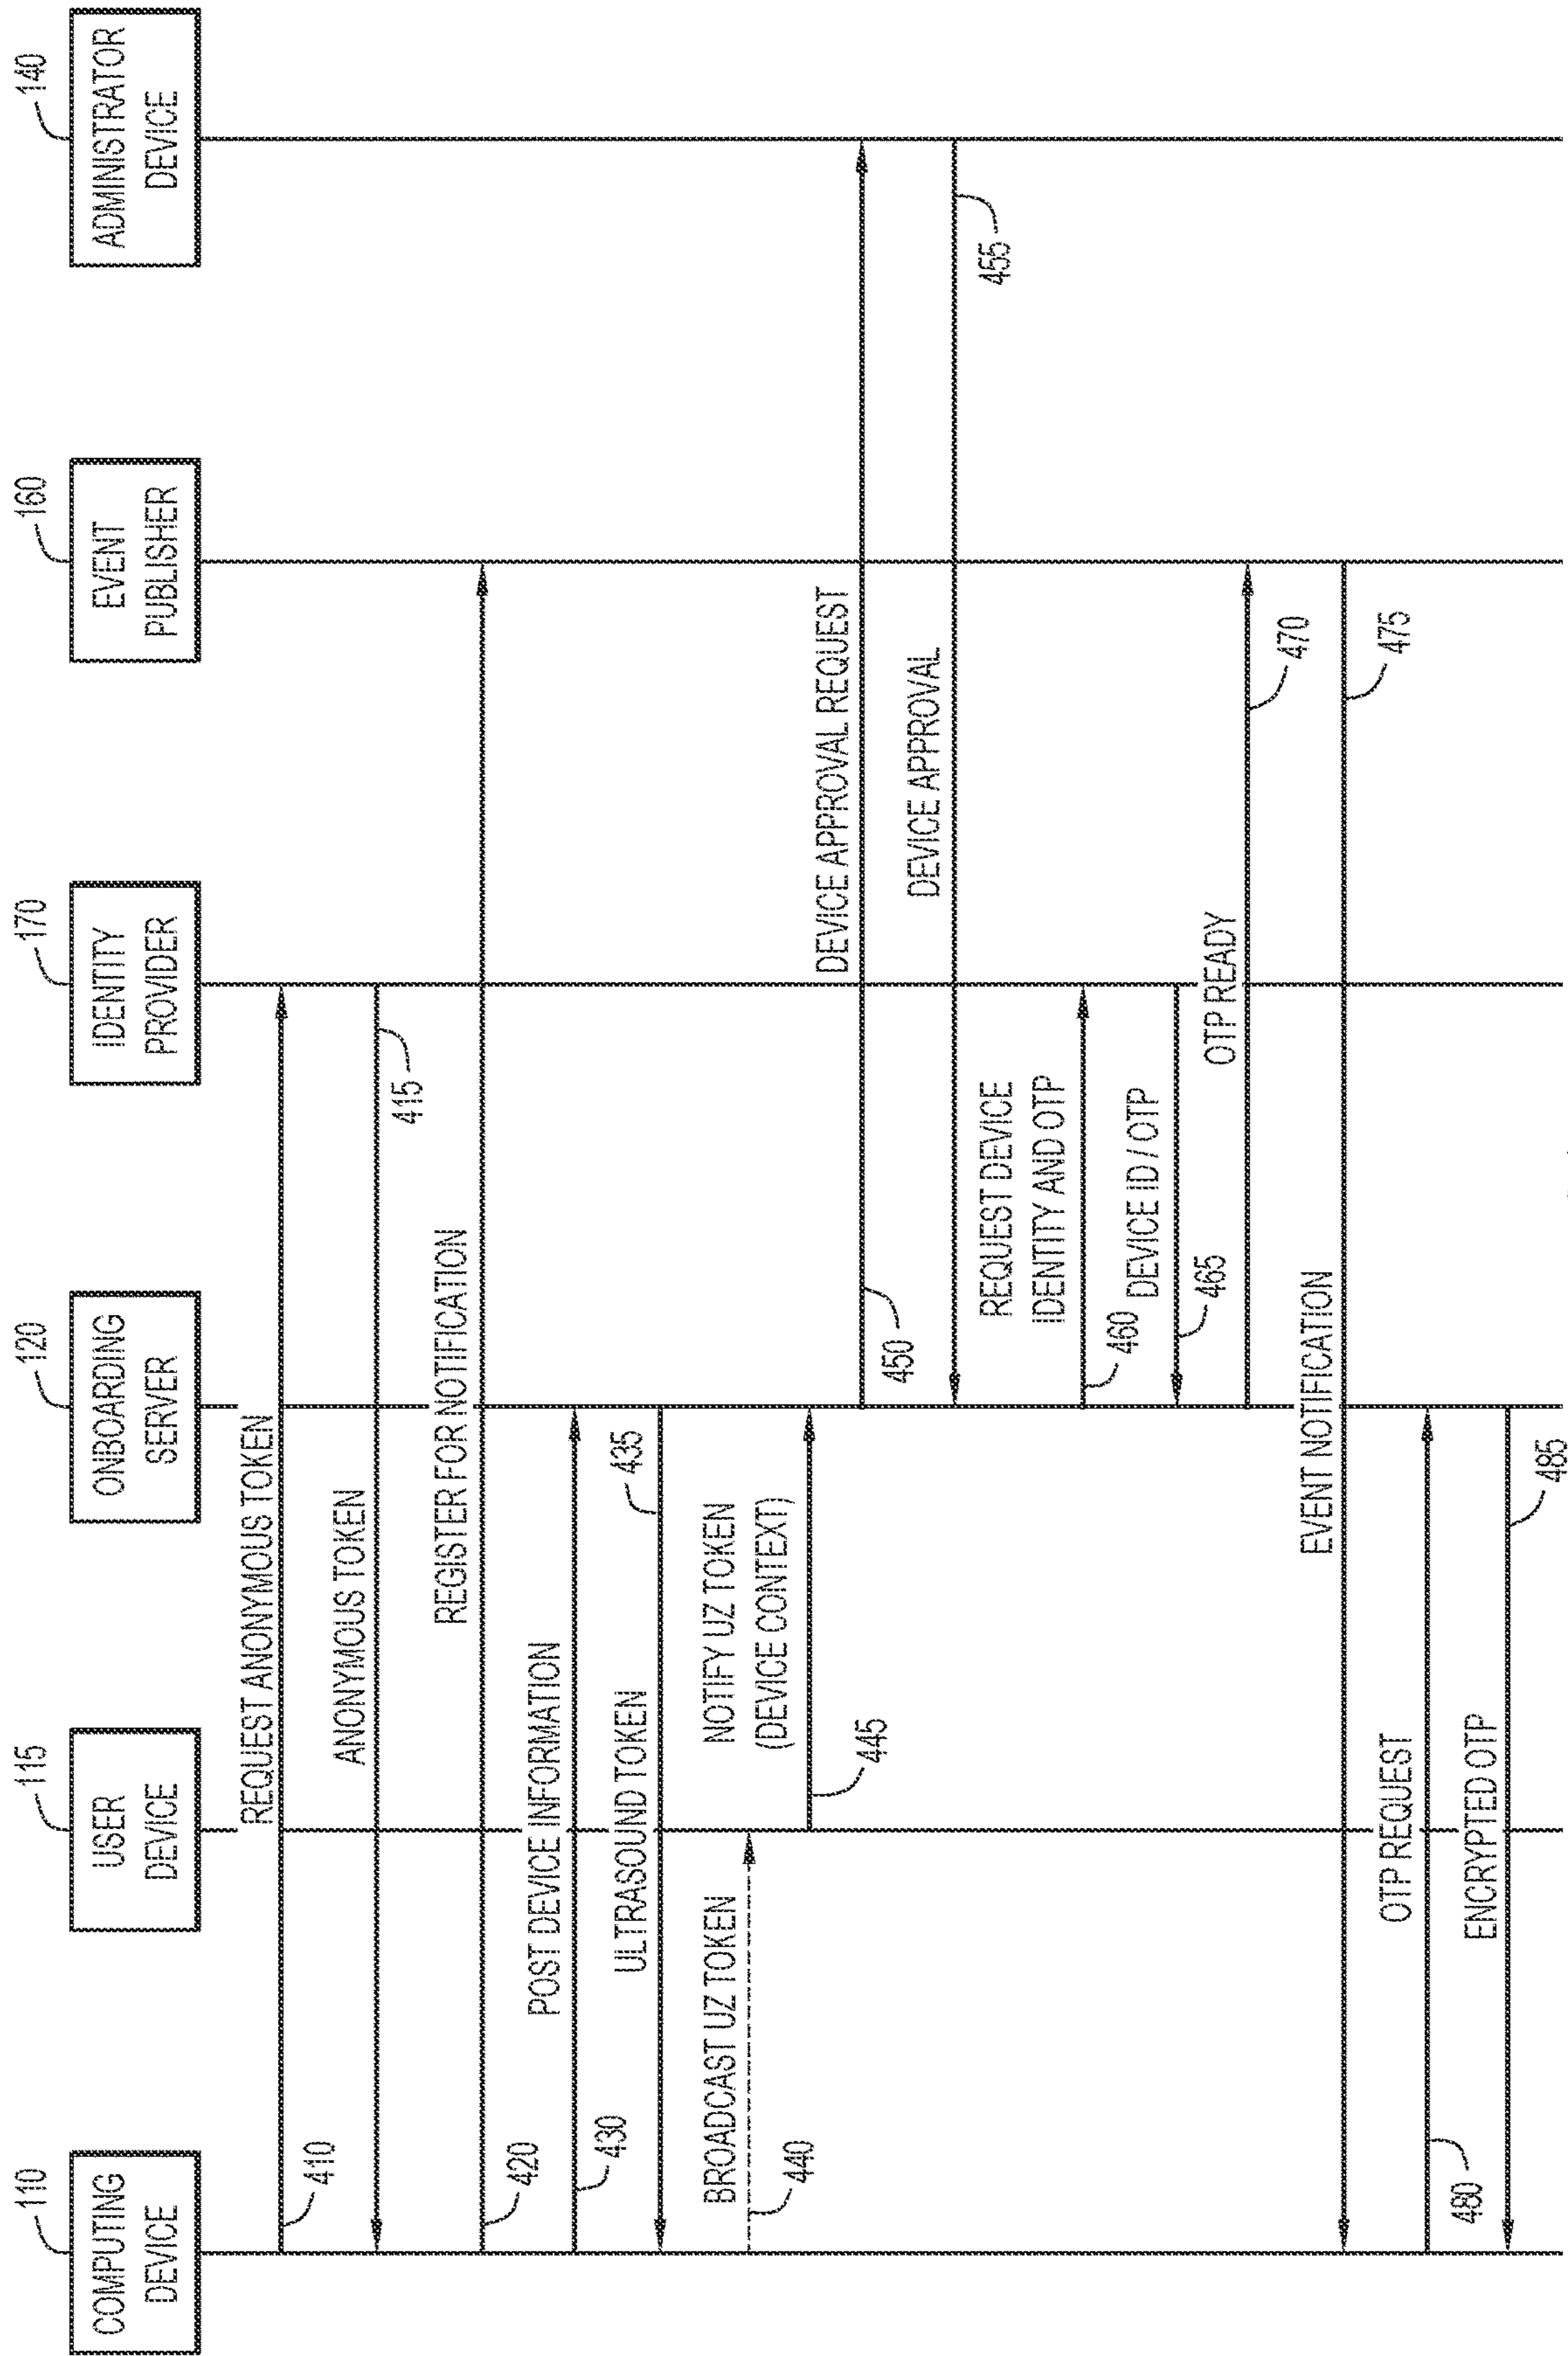 110
COMPUTING
DEVICE
115
USER
DEVICE
120
ONBOARDING
SERVER
170
IDENTITY
PROVIDER
160
EVENT
PUBLISHER
140
ADMINISTRATOR
DEVICE
REQUEST ANONYMOUS TOKEN
410
ANONYMOUS TOKEN
415
REGISTER FOR NOTIFICATION
420
POST DEVICE INFORMATION
430
ULTRASOUND TOKEN
435
BROADCAST UZ TOKEN
440
NOTIFY UZ TOKEN
(DEVICE CONTEXT)
445
DEVICE APPROVAL REQUEST
450
DEVICE APPROVAL
455
REQUEST DEVICE
IDENTITY AND OTP
460
DEVICE ID / OTP
465
OTP READY
470
EVENT NOTIFICATION
475
OTP REQUEST
480
ENCRYPTED OTP
485